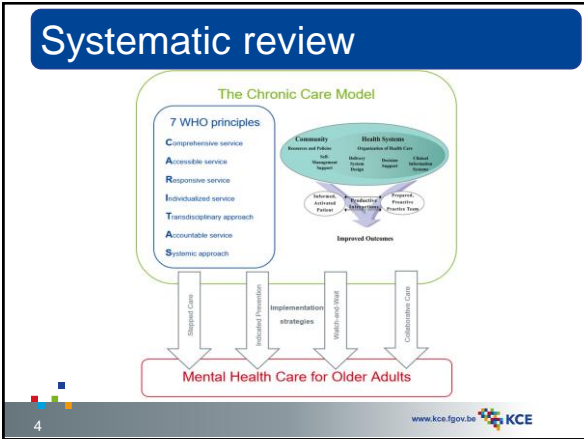 Systematic review
The Chronic Care Model
7 WHO principles
Comprehensive service
Accessible service
Responsive service
Individualized service
Transdisciplinary approach
Accountable service
Systemic approach
Community
Resources and Policies
Health Systems
Organization of Health Care
Self-
Management
Support
Delivery
System
Design
Decision
Support
Clinical
Information
Systems
Informed,
Activated
Patient
Productive
Interactions
Prepared,
Proactive
Practice Team
Improved Outcomes
Stepped Care
Indicated Prevention
Implementation
strategies
Watch-and-Wait
Collaborative Care
Mental Health Care for Older Adults
4
www.kce.fgov.be
KCE